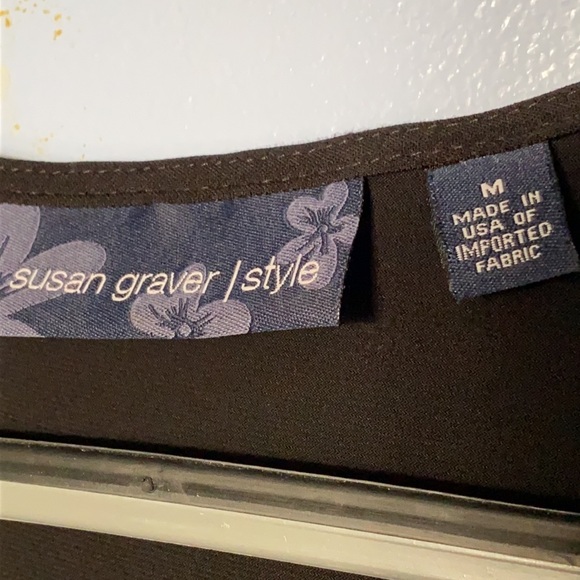 susan graver / style
M
MADE IN
USA OF
IMPORTED
FABRIC